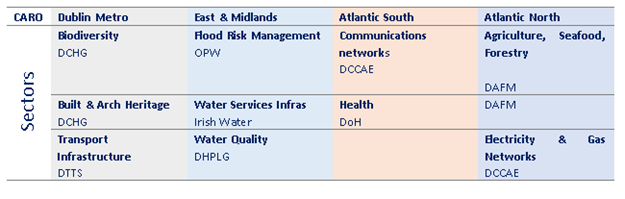 CARO Dublin Metro East & Midlands Atlantic South Atlantic North
Sectors
Biodiversity
DCHG
Flood Risk Management
OPW
Communications
networks
DCCAE
Agriculture, Seafood,
Forestry
DAFM
Built & Arch Heritage
DCHG
Water Services Infras
Irish Water
Health
DoH
DAFM
Transport
Infrastructure
DTTS
Water Quality
DHPLG
Electricity & Gas
Networks
DCCAE